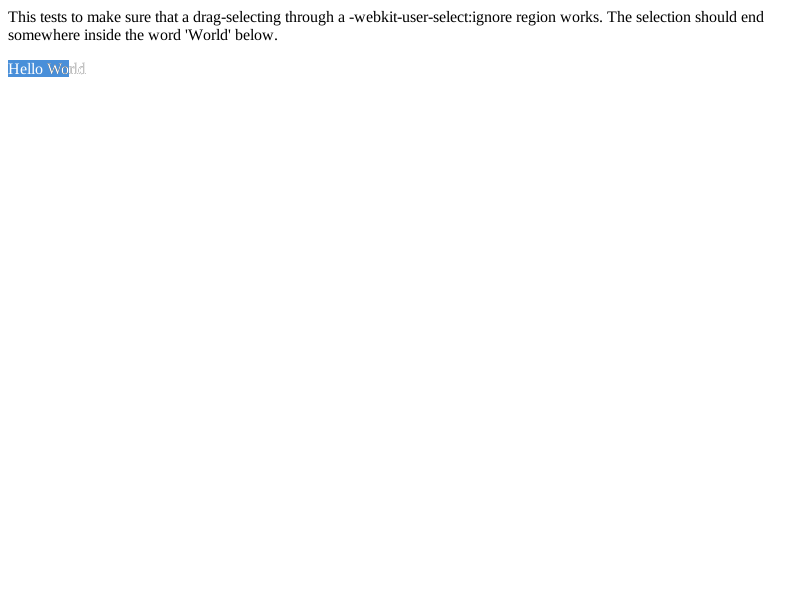 This tests to make sure that a drag-selecting through a -webkit-user-select:ignore region works. The selection should end
somewhere inside the word 'World' below.
Hello World